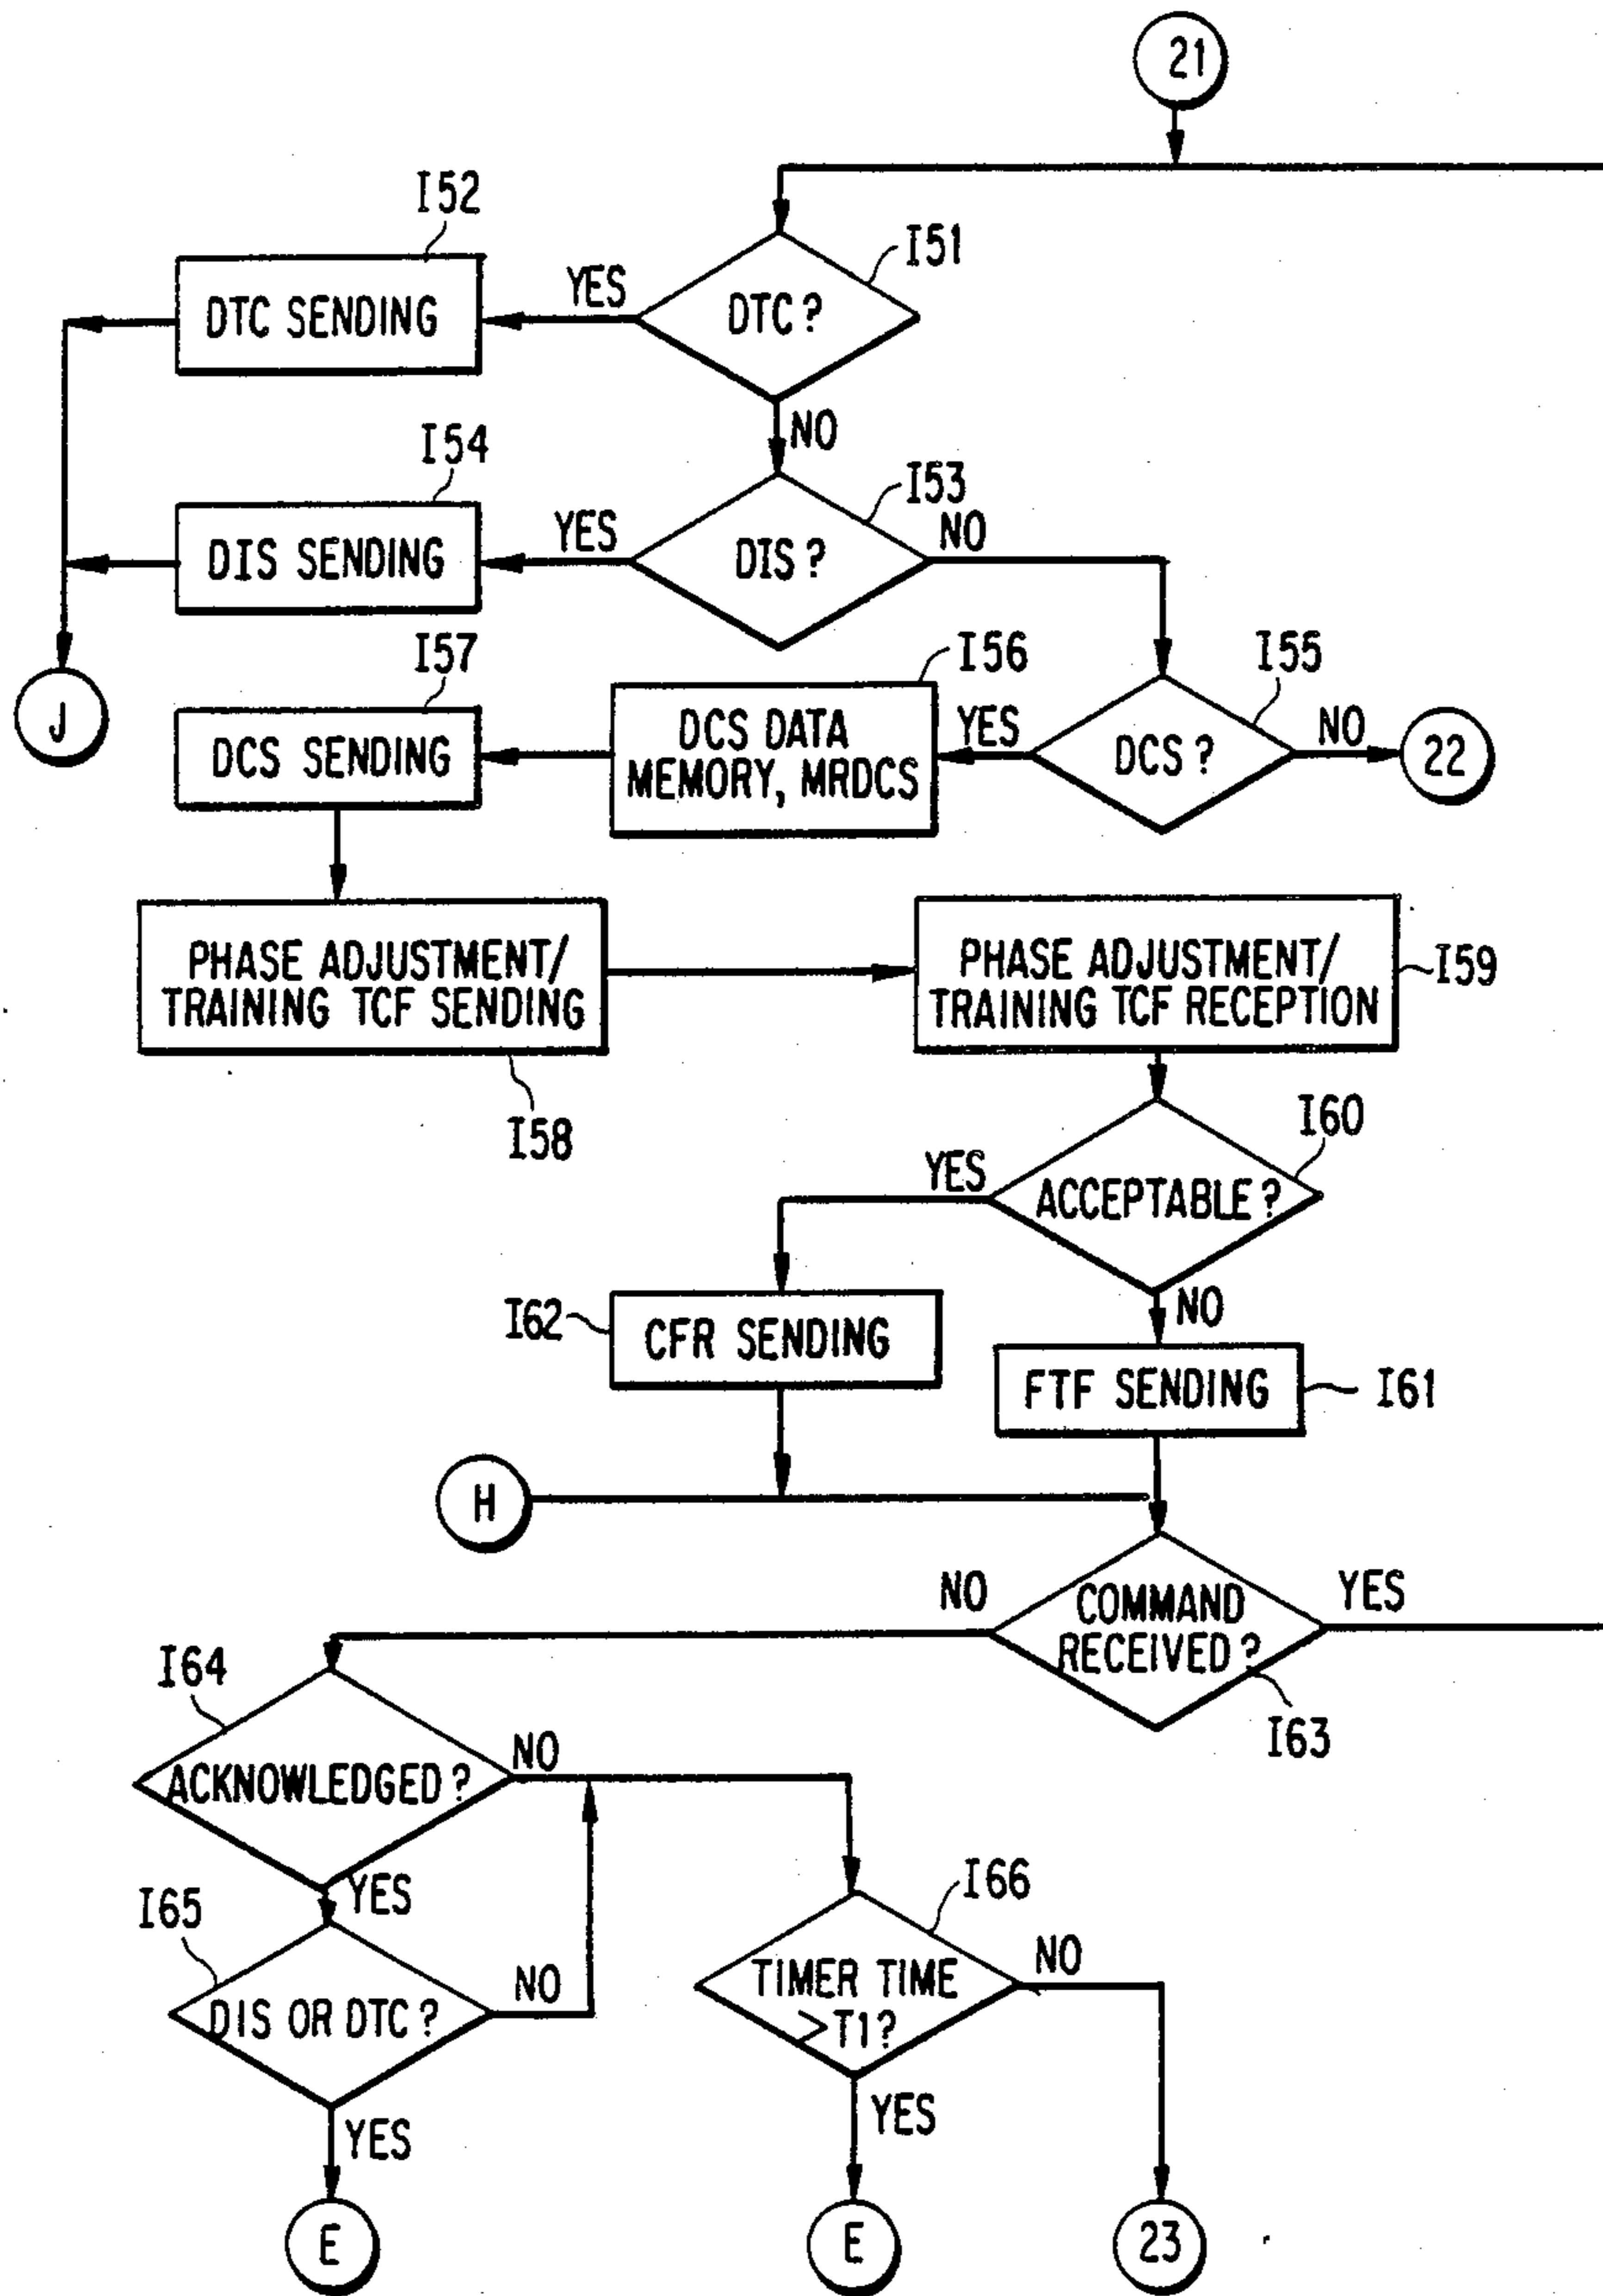 21
I52
I51
DTC SENDING
YES
DTC?
NO
I54
I53
DIS SENDING
YES
DIS?
NO
J
I57
I56
I55
DCS SENDING
DCS DATA
MEMORY, MRDCS
YES
DCS?
NO
22
PHASE ADJUSTMENT/
TRAINING TCF SENDING
I58
PHASE ADJUSTMENT/
TRAINING TCF RECEPTION
I59
I60
YES
ACCEPTABLE?
NO
I62
CFR SENDING
FTF SENDING
I61
H
NO
COMMAND
RECEIVED?
YES
I63
I64
ACKNOWLEDGED?
NO
YES
I65
DIS OR DTC?
NO
YES
I66
TIMER TIME
>T1?
NO
YES
E
E
23